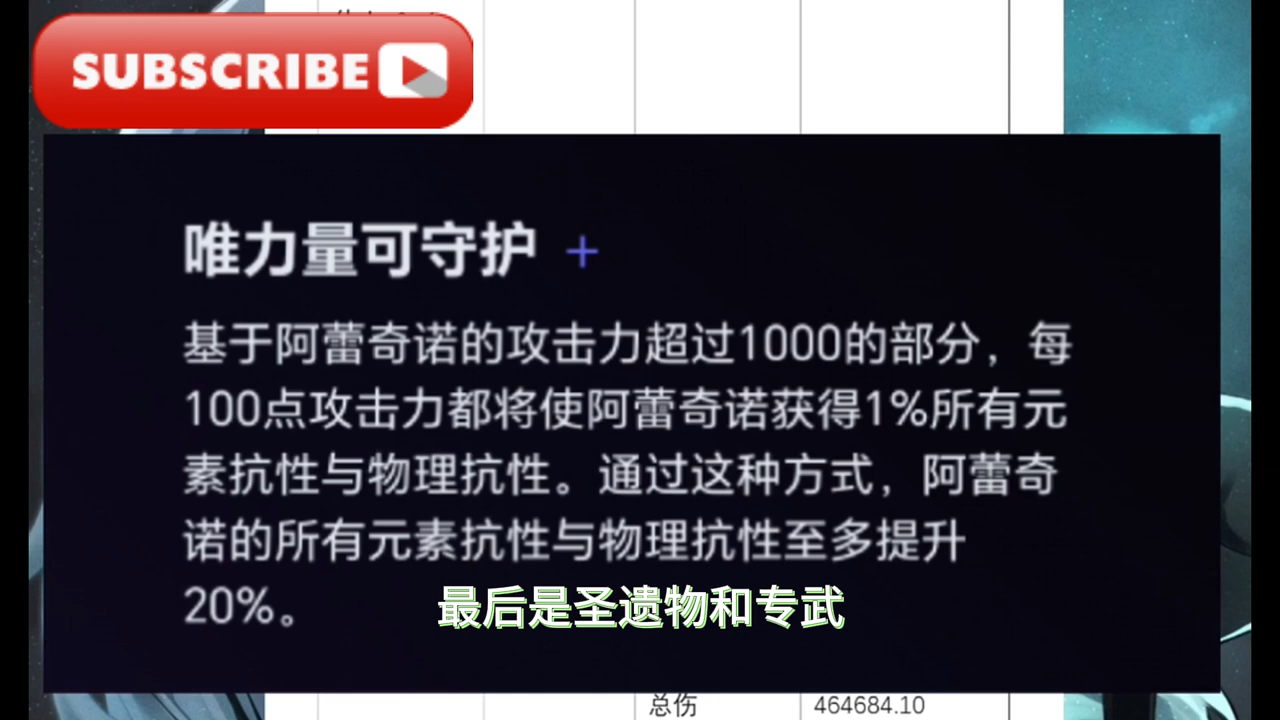 SUBSCRIBE
唯力量可守护 +
基于阿蕾奇诺的攻击力超过1000的部分，每
100点攻击力都将使阿蕾奇诺获得1%所有元
素抗性与物理抗性。通过这种方式，阿蕾奇
诺的所有元素抗性与物理抗性至多提升
20%。
最后是圣遗物和专武
总伤 464684.10